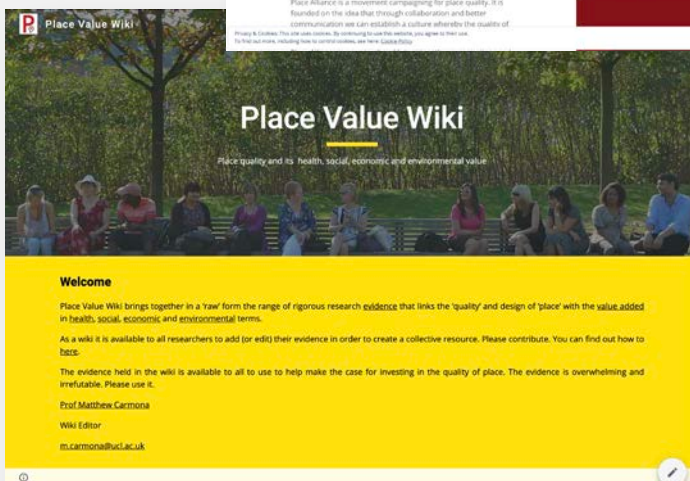 Place Alliance is a movement campaigning for place quality. It is
founded on the idea that through collaboration and better
communication we can establish a culture whereby the quality of
Privacy & Cookies: This site uses cookies. By continuing to use this website, you agree to their use.
To find out more, including how to control cookies, see here: Cookie Policy
Place Value Wiki
Place Value Wiki
Place quality and its health, social, economic and environmental value
Welcome
Place Value Wiki brings together in a 'raw' form the range of rigorous research evidence that links the 'quality' and design of 'place' with the value added
in health, social, economic and environmental terms.
As a wiki it is available to all researchers to add (or edit) their evidence in order to create a collective resource. Please contribute. You can find out how to
here.
The evidence held in the wiki is available to all to use to help make the case for investing in the quality of place. The evidence is overwhelming and
irrefutable. Please use it.
Prof Matthew Carmona
Wiki Editor
m.carmona@ucl.ac.uk